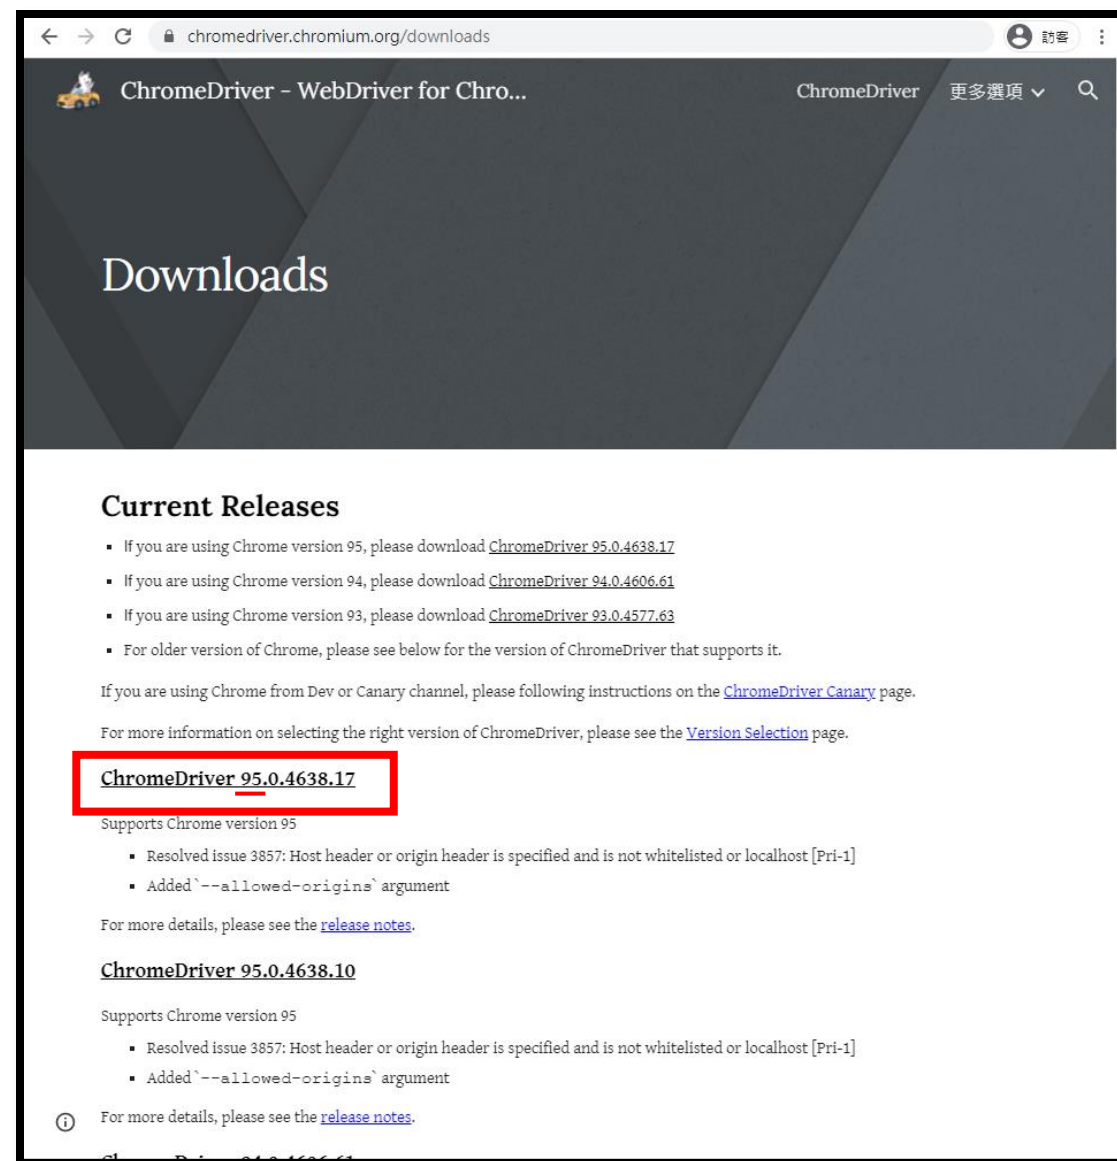 chromedriver.chromium.org/downloads
訪客
ChromeDriver - WebDriver for Chro...
ChromeDriver
更多選項
Downloads
Current Releases
If you are using Chrome version 95, please download ChromeDriver 95.0.4638.17
If you are using Chrome version 94, please download ChromeDriver 94.0.4606.61
If you are using Chrome version 93, please download ChromeDriver 93.0.4577.63
For older version of Chrome, please see below for the version of ChromeDriver that supports it.
If you are using Chrome from Dev or Canary channel, please following instructions on the ChromeDriver Canary page.
For more information on selecting the right version of ChromeDriver, please see the Version Selection page.
ChromeDriver 95.0.4638.17
Supports Chrome version 95
Resolved issue 3857: Host header or origin header is specified and is not whitelisted or localhost [Pri-1]
Added `--allowed-origins` argument
For more details, please see the release notes.
ChromeDriver 95.0.4638.10
Supports Chrome version 95
Resolved issue 3857: Host header or origin header is specified and is not whitelisted or localhost [Pri-1]
Added `--allowed-origins` argument
For more details, please see the release notes.